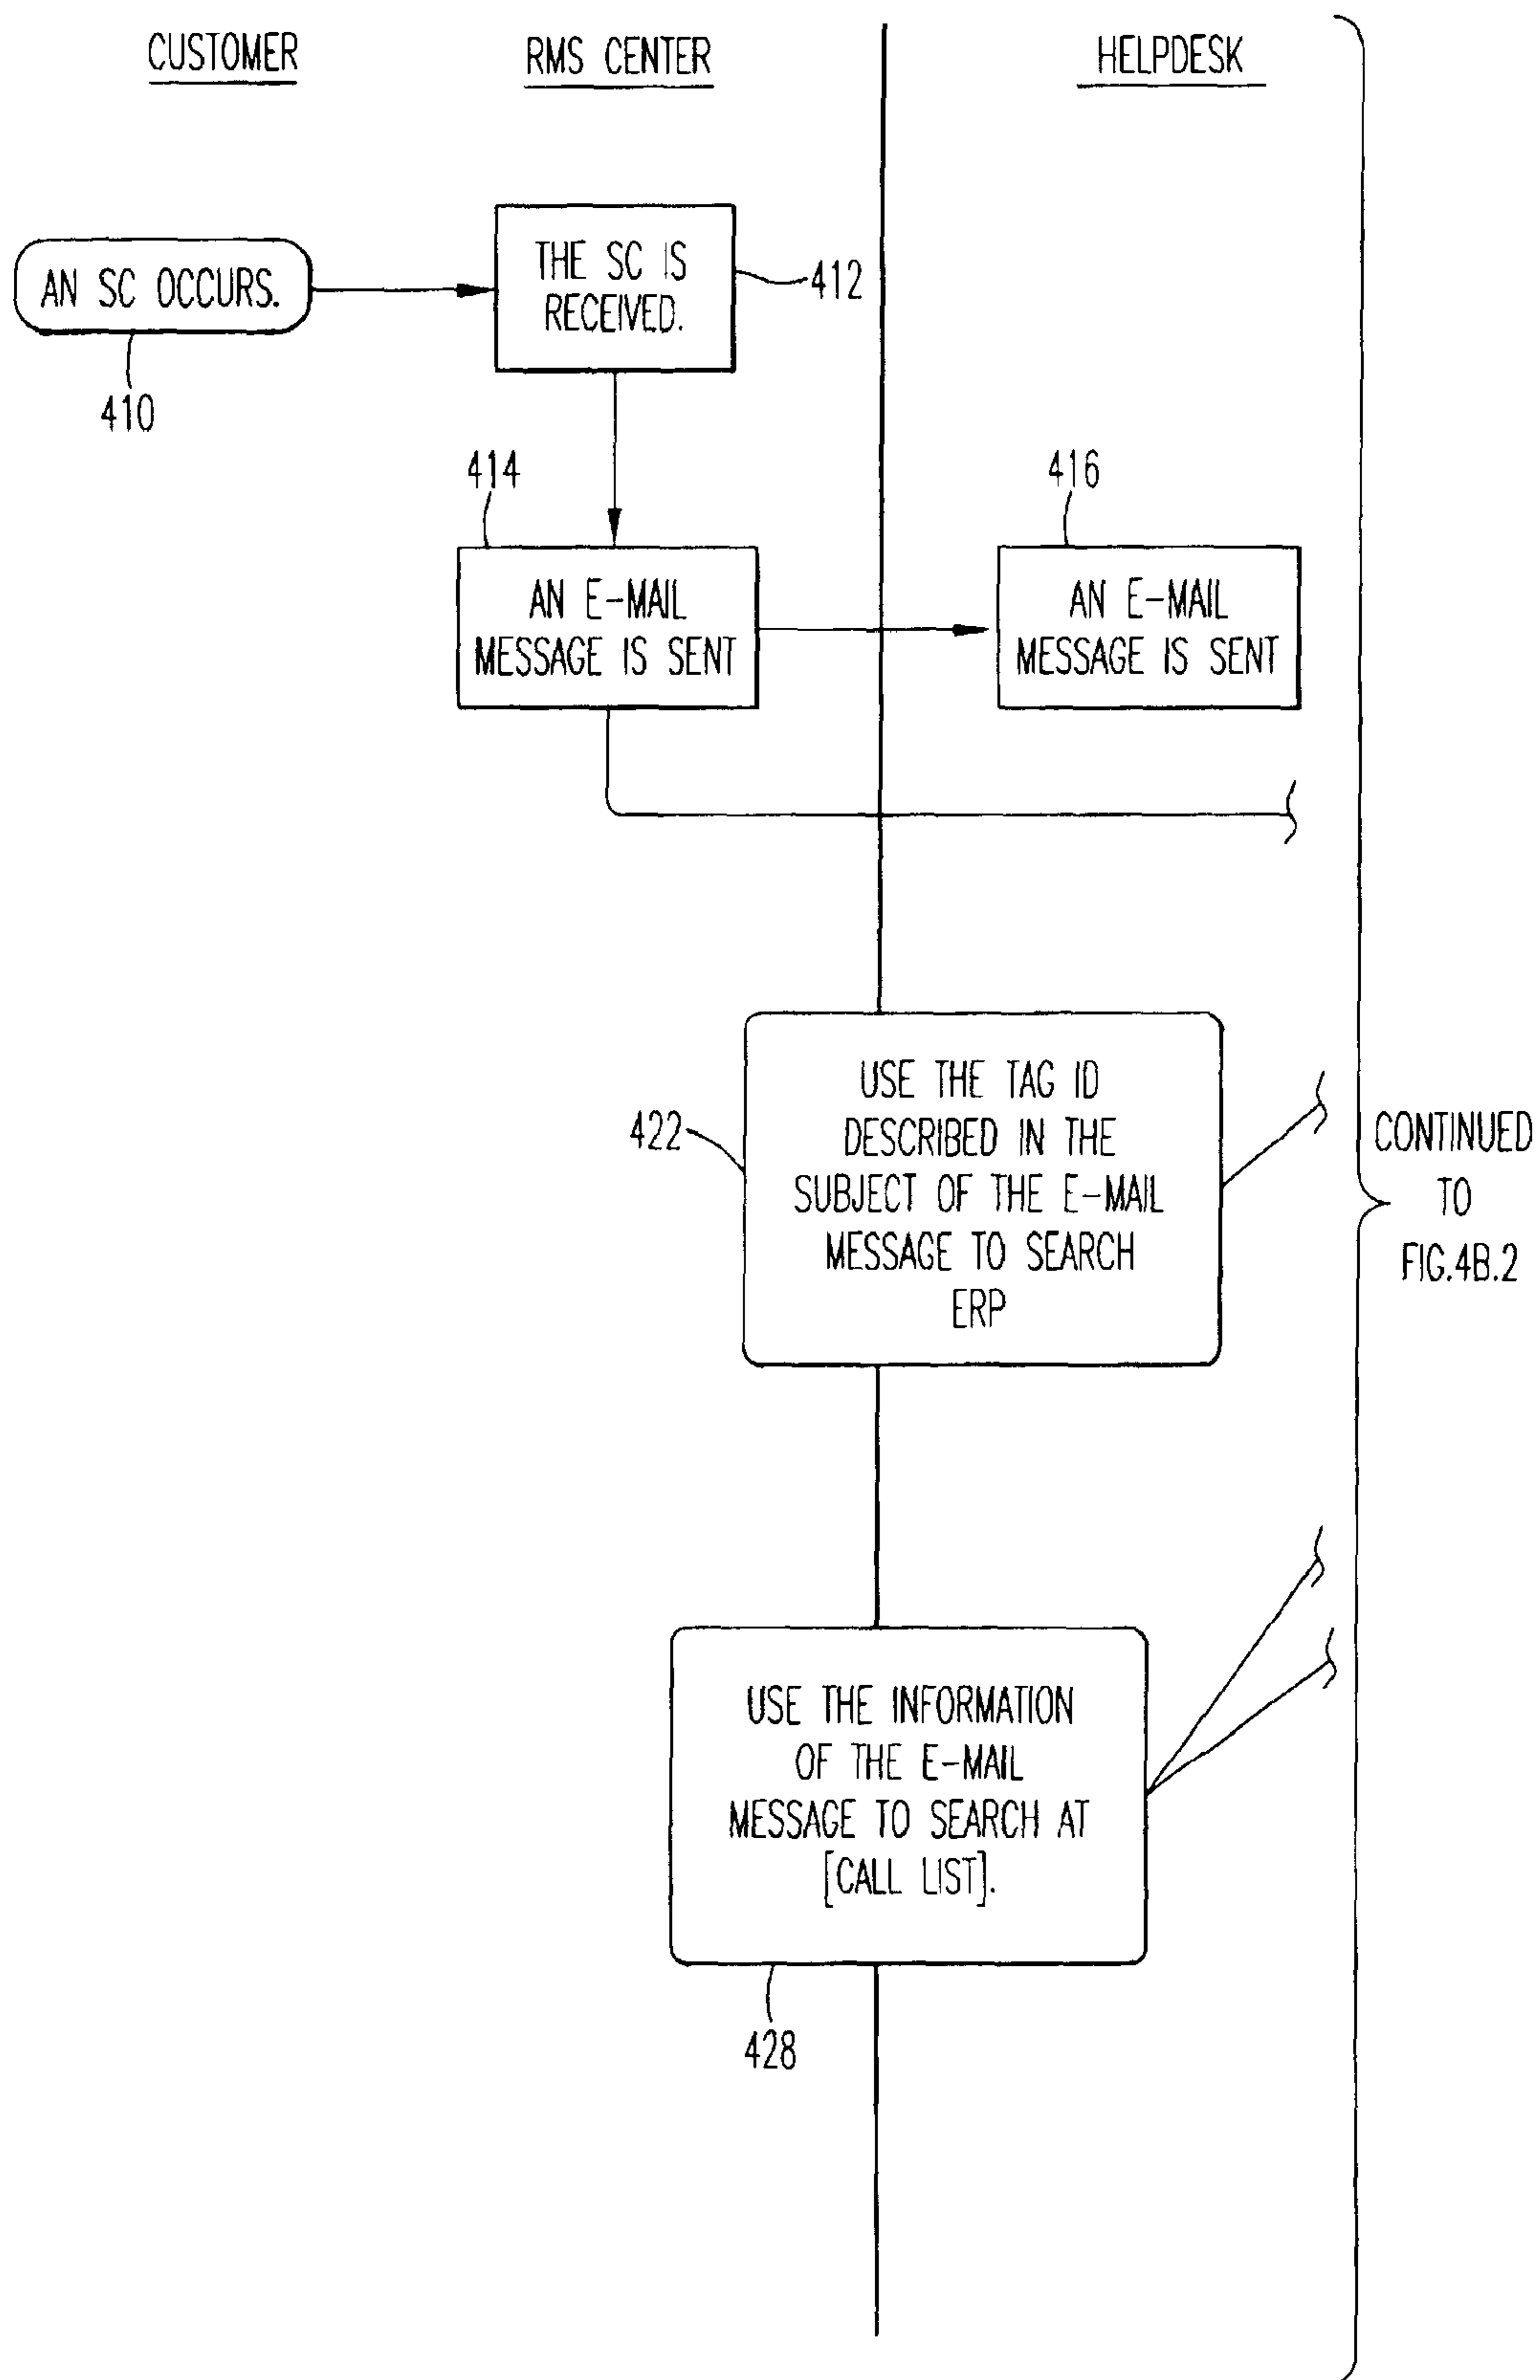 CUSTOMER
RMS CENTER
HELPDESK
AN SC OCCURS.
410
THE SC IS
RECEIVED.
412
414
AN E-MAIL
MESSAGE IS SENT
416
AN E-MAIL
MESSAGE IS SENT
422
USE THE TAG ID
DESCRIBED IN THE
SUBJECT OF THE E-MAIL
MESSAGE TO SEARCH
ERP
CONTINUED
TO
FIG.4B.2
USE THE INFORMATION
OF THE E-MAIL
MESSAGE TO SEARCH AT
[CALL LIST].
428